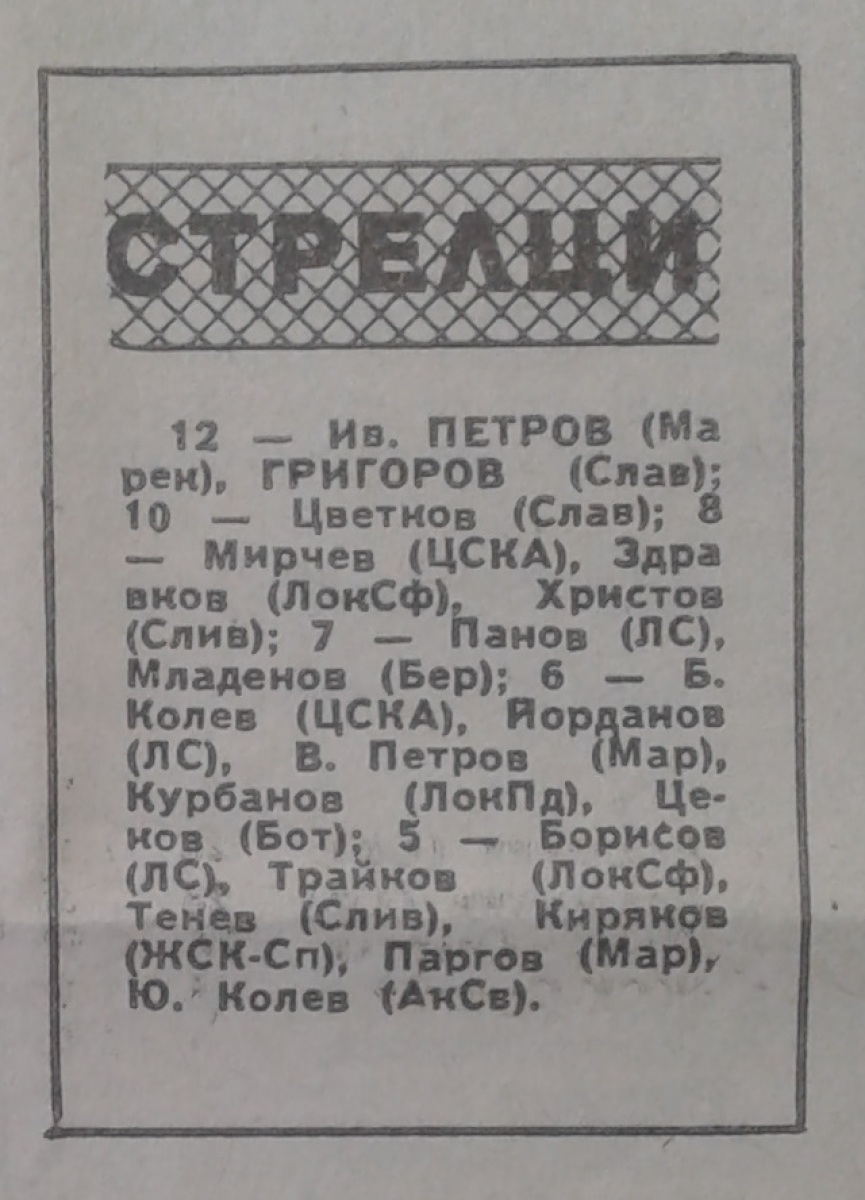 СТРЕЛЦИ
12 — Ив. ПЕТРОВ (Ма
рек), ГРИГОРОВ (Слав);
10 — Цветков (Слав); 8
— Мирчев (ЦСКА), Здра
вков (ЛокСф), Христов
(Слив); 7 — Панов (ЛС),
Младенов (Бер); 6 — Б.
Колев (ЦСКА), Йорданов
(ЛС), В. Петров (Мар),
Курбанов (ЛокПд), Це-
ков (Бот); 5 — Борисов
(ЛС), Трайков (ЛокСф),
Тенев (Слив), Киряков
(ЖСК-Сп), Паргов (Мар),
Ю. Колев (АкСв).